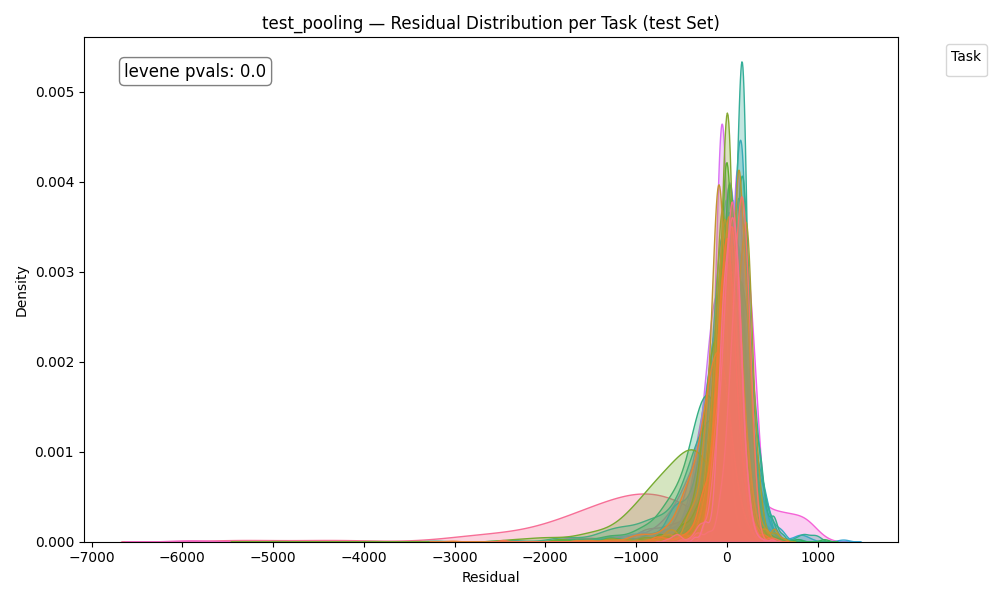 test_pooling — Residual Distribution per Task (test Set)
levene pvals: 0.0
Task
0.005
0.004
0.003
0.002
0.001
0.000
Density
−7000 −6000 −5000 −4000 −3000 −2000 −1000 0 1000
Residual